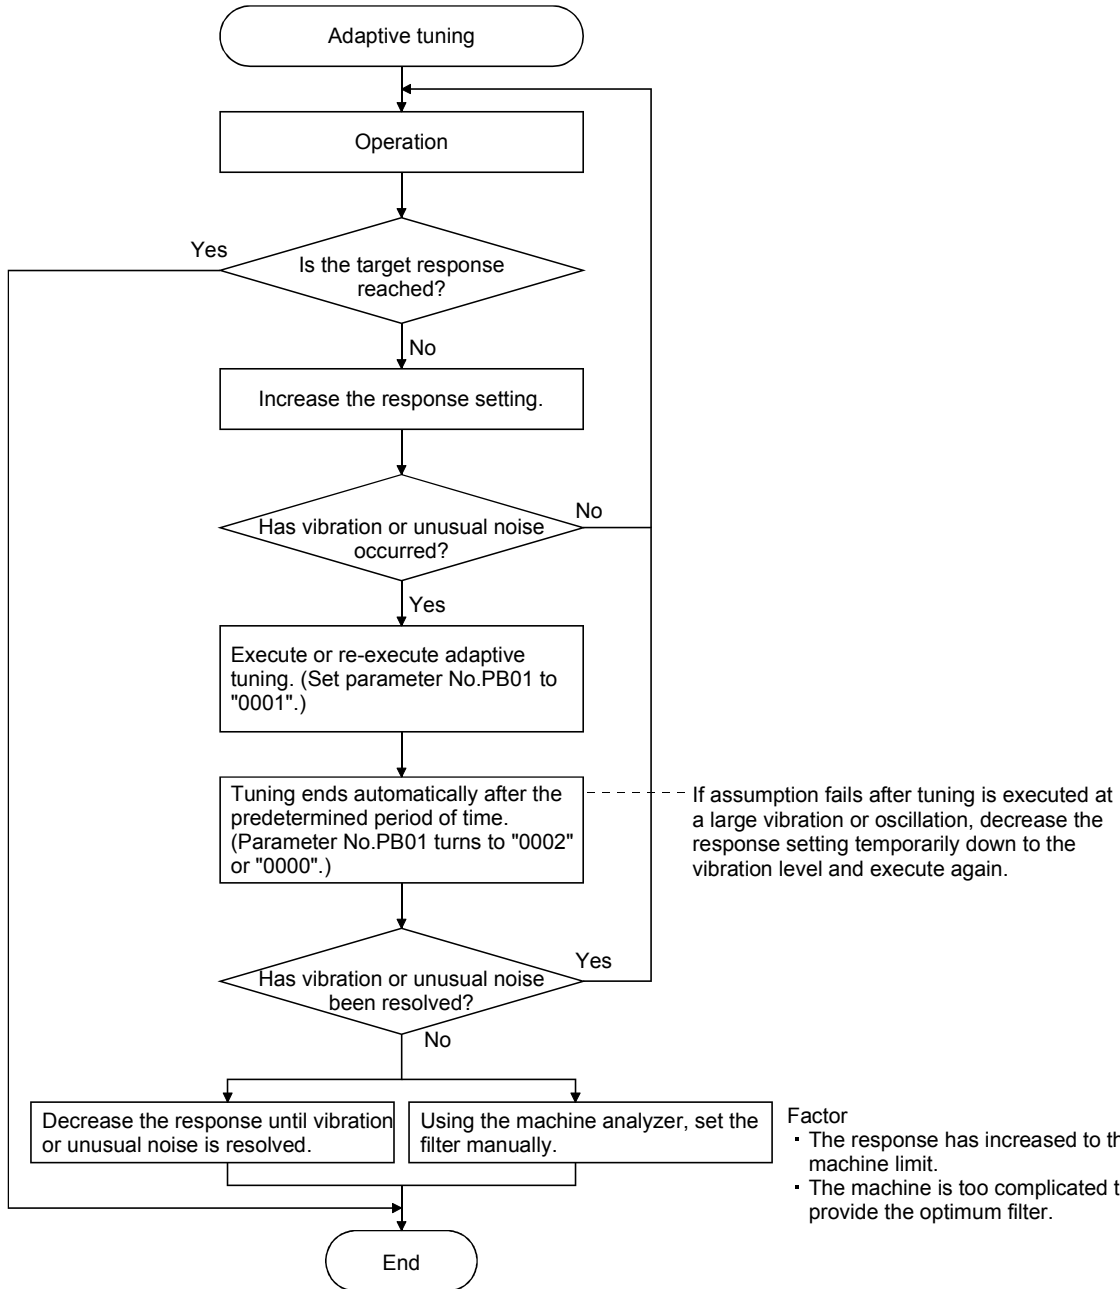 Adaptive tuning
Operation
Yes
Is the target response
reached?
No
Increase the response setting.
Has vibration or unusual noise
occurred?
No
Yes
Execute or re-execute adaptive
tuning. (Set parameter No.PB01 to
"0001".)
Tuning ends automatically after the
predetermined period of time.
(Parameter No.PB01 turns to "0002"
or "0000".)
If assumption fails after tuning is executed at
a large vibration or oscillation, decrease the
response setting temporarily down to the
vibration level and execute again.
Has vibration or unusual noise
been resolved?
Yes
No
Decrease the response until vibration
or unusual noise is resolved.
Using the machine analyzer, set the
filter manually.
Factor
· The response has increased to
machine limit.
· The machine is too complicated
provide the optimum filter.
End